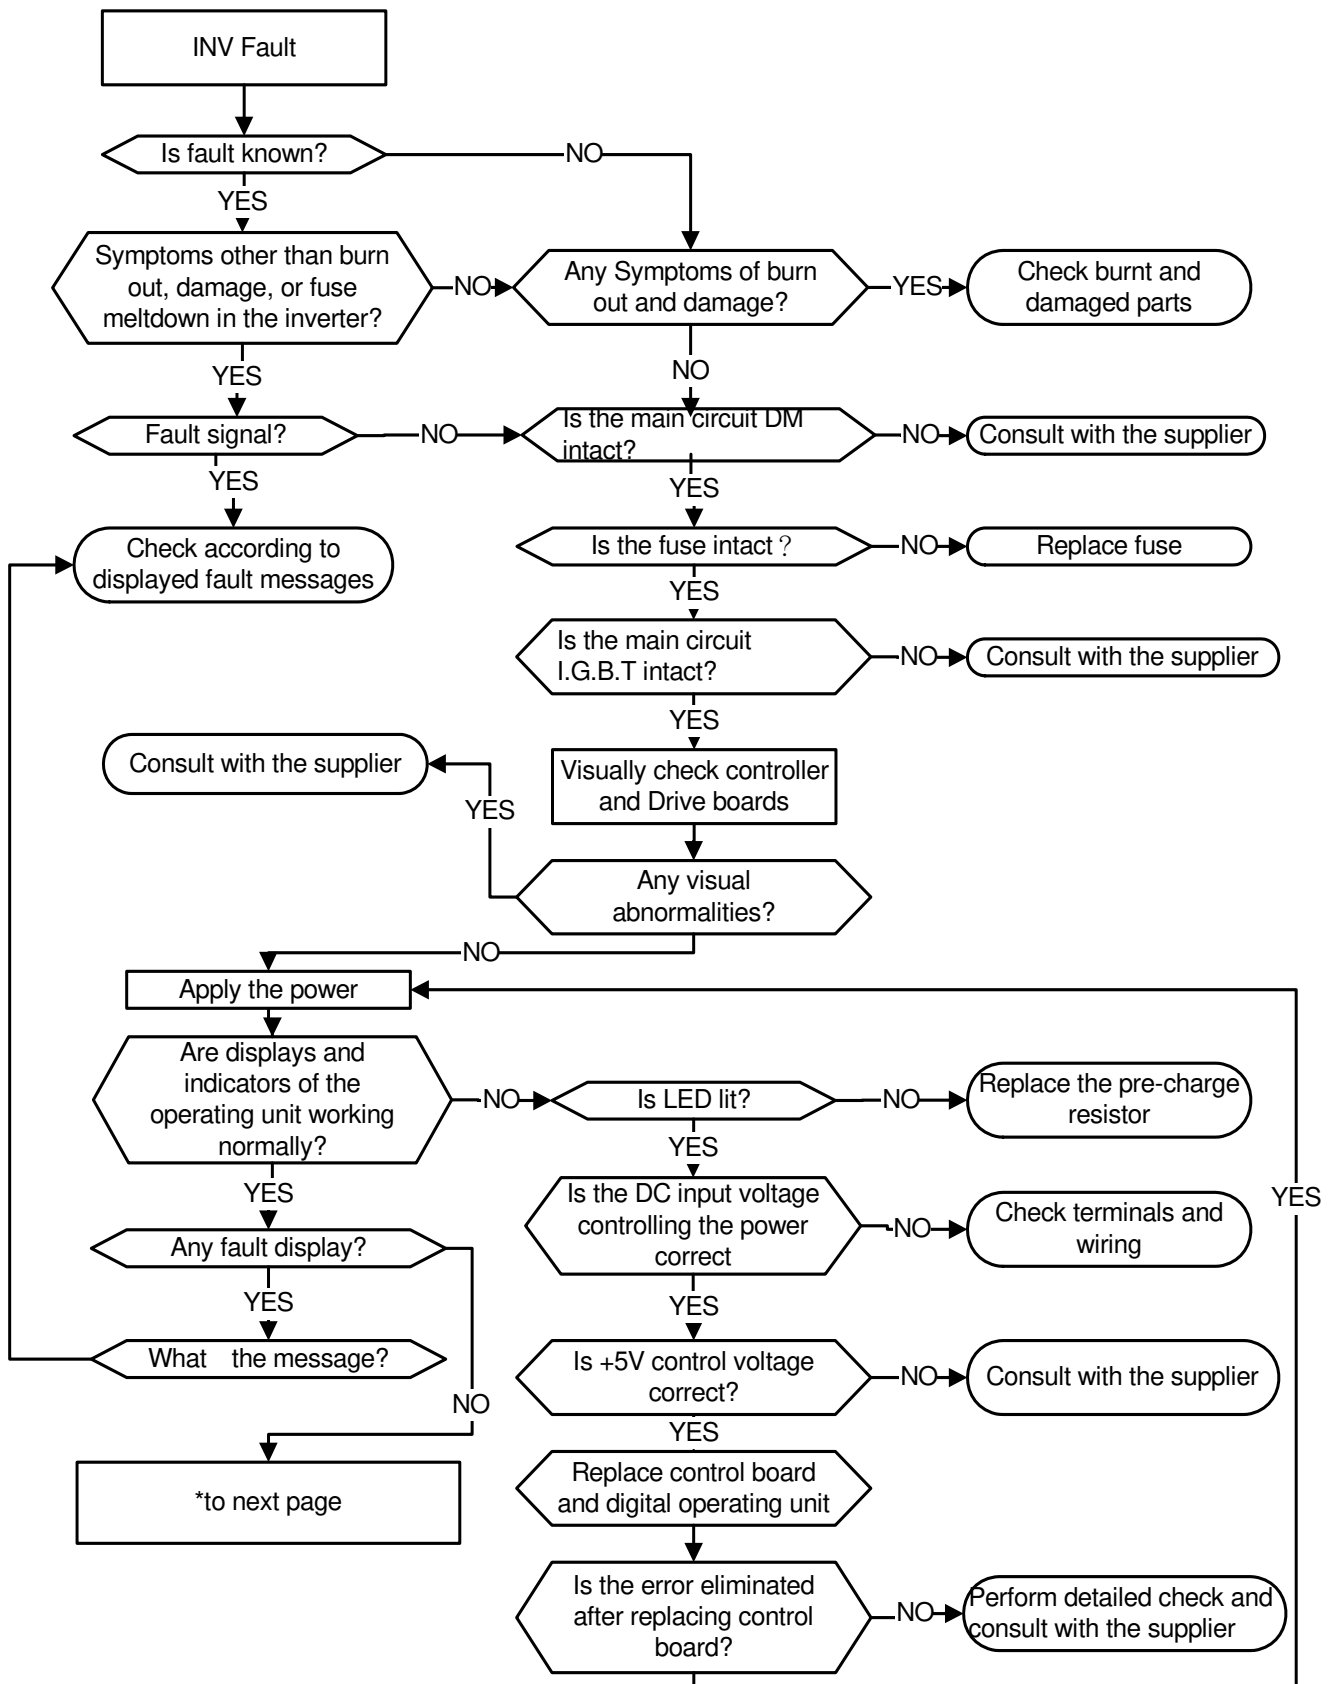 INV Fault
Is fault known?
NO
YES
Symptoms other than burn
out, damage, or fuse
meltdown in the inverter?
NO
Any Symptoms of burn
out and damage?
YES
Check burnt and
damaged parts
YES
NO
Fault signal?
NO
Is the main circuit DM
intact?
NO
Consult with the supplier
YES
YES
Check according to
displayed fault messages
Is the fuse intact？
NO
Replace fuse
YES
Is the main circuit
I.G.B.T intact?
NO
Consult with the supplier
YES
Consult with the supplier
YES
Visually check controller
and Drive boards
Any visual
abnormalities?
NO
Apply the power
Are displays and
indicators of the
operating unit working
normally?
NO
Is LED lit?
NO
Replace the pre-charge
resistor
YES
YES
Is the DC input voltage
controlling the power
correct
NO
Check terminals and
wiring
YES
Any fault display?
YES
YES
What the message?
NO
Is +5V control voltage
correct?
NO
Consult with the supplier
YES
*to next page
Replace control board
and digital operating unit
Is the error eliminated
after replacing control
board?
NO
Perform detailed check and
consult with the supplier